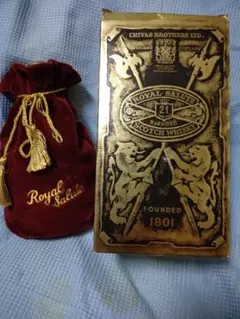 CHIVAS BROTHERS LTD.
ROYAL SALUTE
21
SCOTCH WHISKY
FOUNDED
1801
Royal
Salute